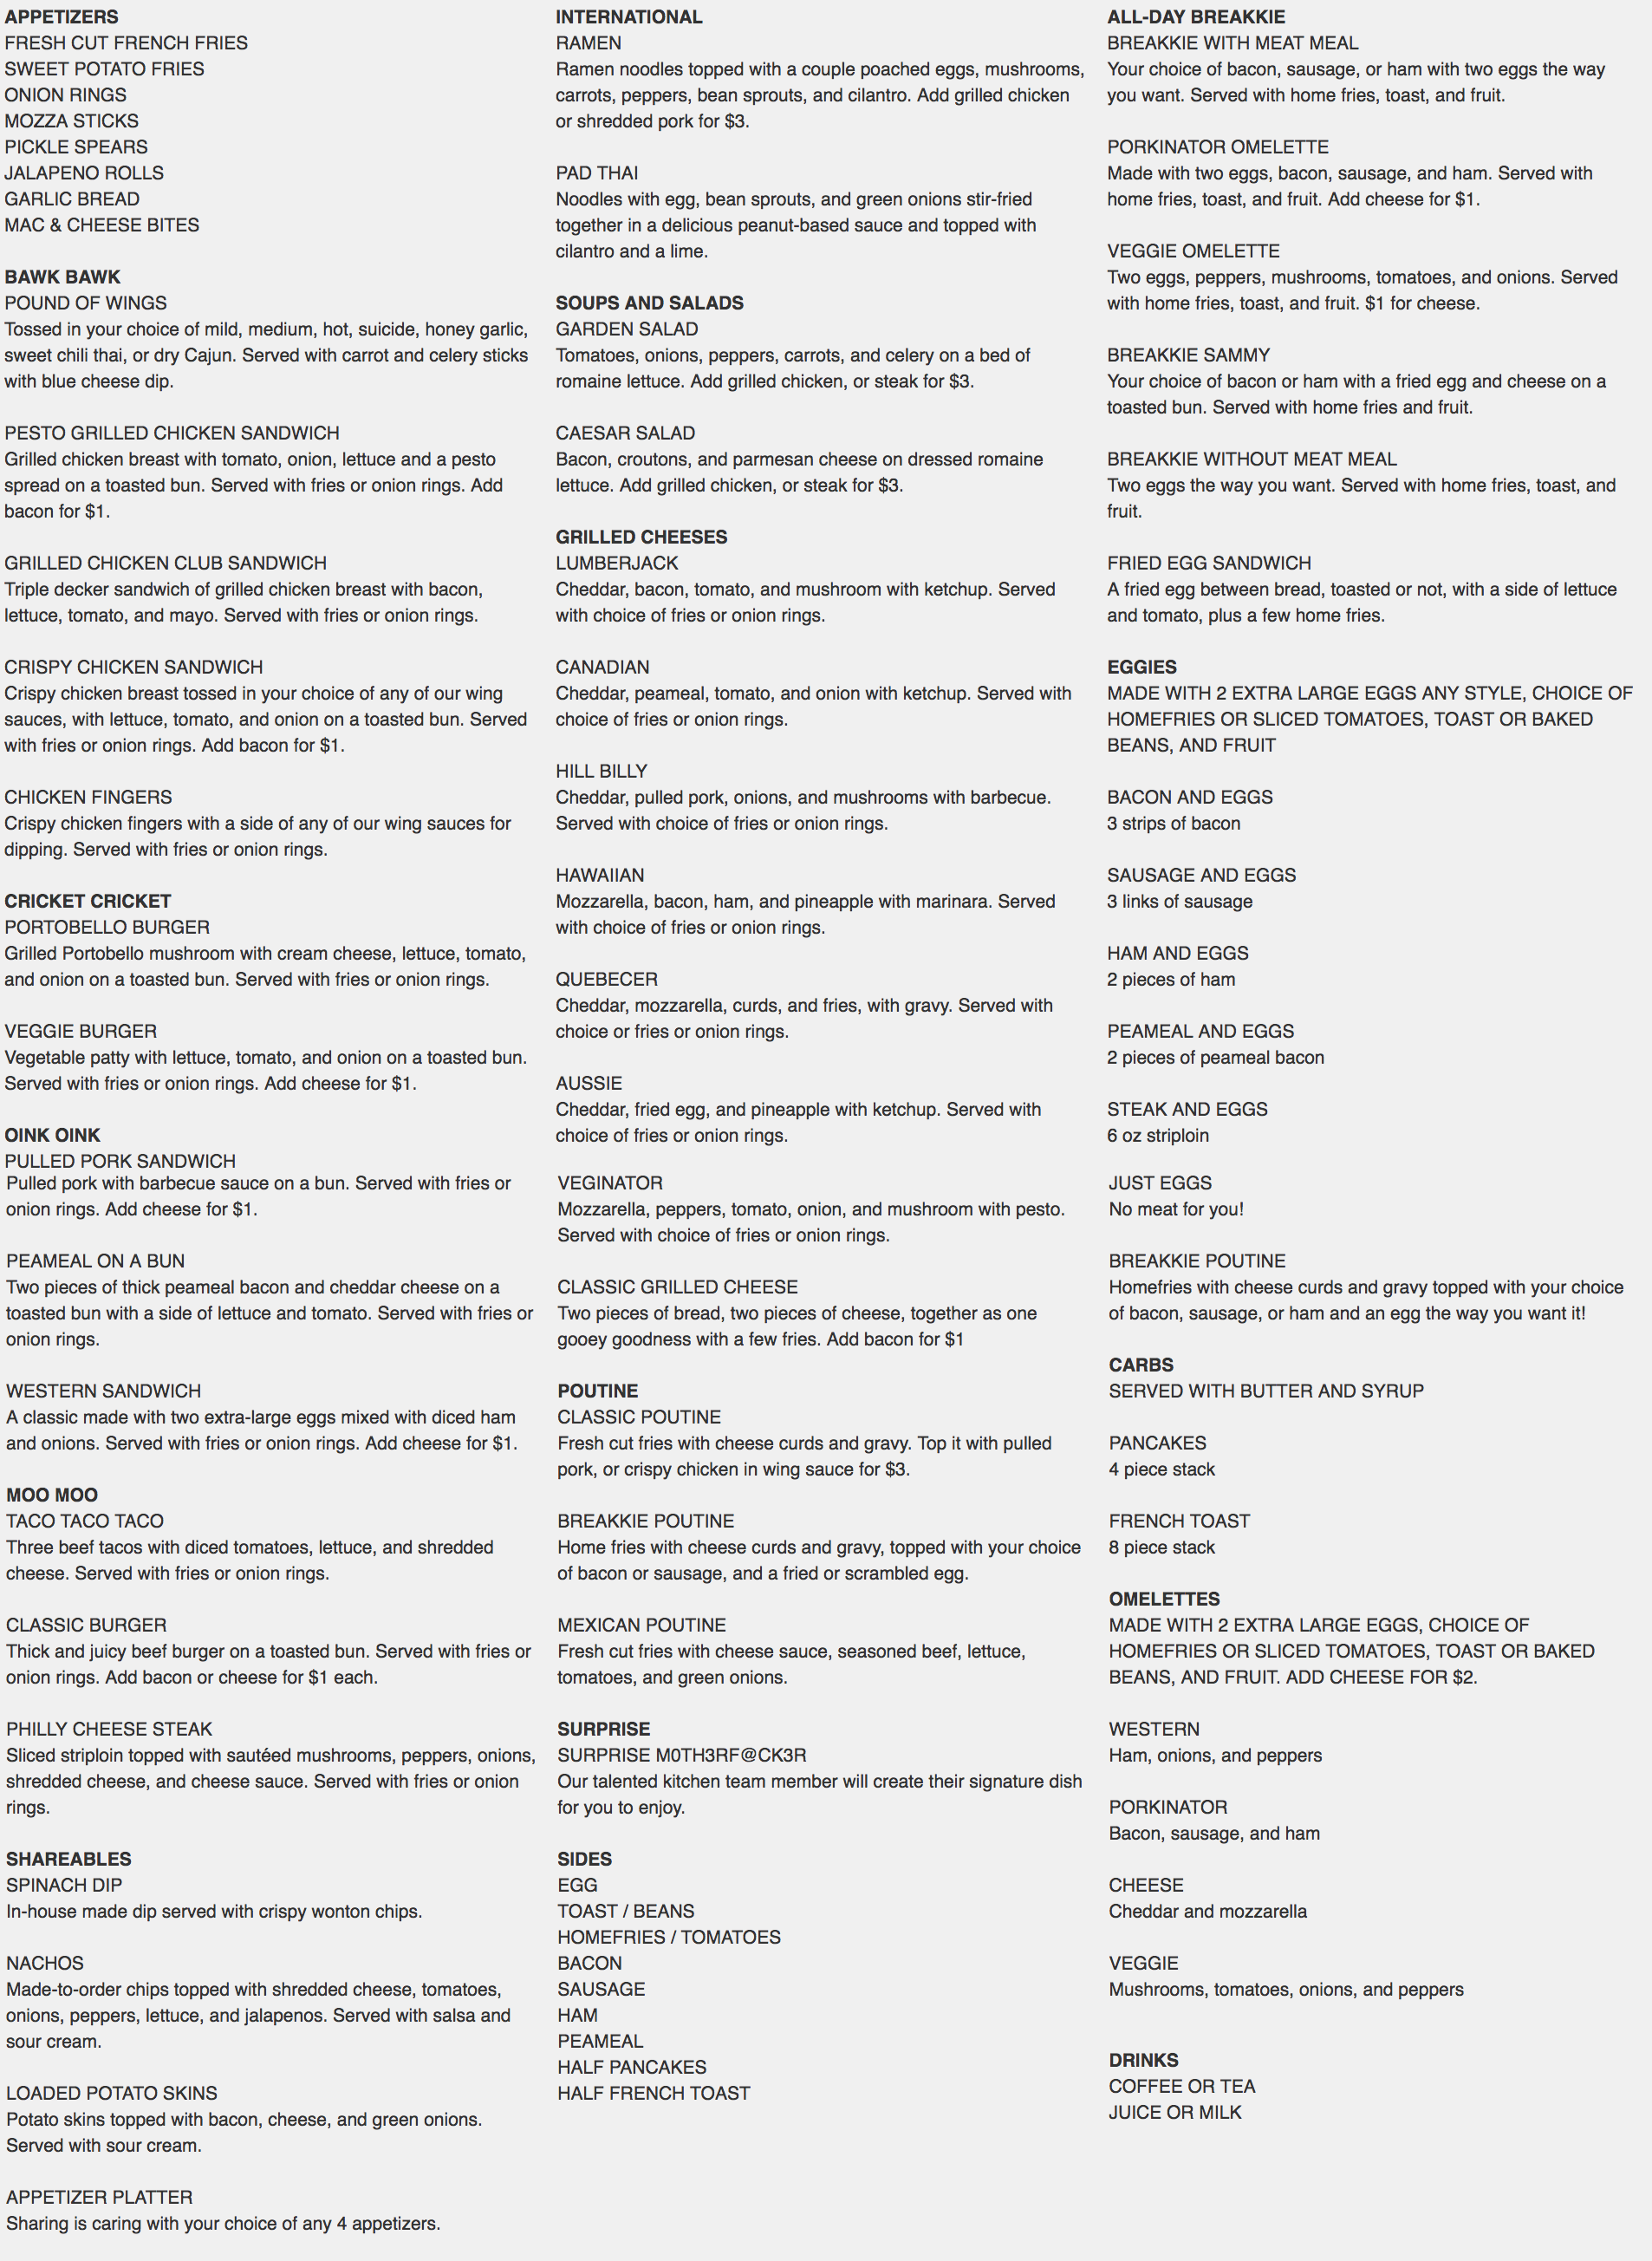 APPETIZERS
FRESH CUT FRENCH FRIES
SWEET POTATO FRIES
ONION RINGS
MOZZA STICKS
PICKLE SPEARS
JALAPENO ROLLS
GARLIC BREAD
MAC & CHEESE BITES
BAWK BAWK
POUND OF WINGS
Tossed in your choice of mild, medium, hot, suicide, honey garlic,
sweet chili thai, or dry Cajun. Served with carrot and celery sticks
with blue cheese dip.
PESTO GRILLED CHICKEN SANDWICH
Grilled chicken breast with tomato, onion, lettuce and a pesto
spread on a toasted bun. Served with fries or onion rings. Add
bacon for $1.
GRILLED CHICKEN CLUB SANDWICH
Triple decker sandwich of grilled chicken breast with bacon,
lettuce, tomato, and mayo. Served with fries or onion rings.
CRISPY CHICKEN SANDWICH
Crispy chicken breast tossed in your choice of any of our wing
sauces, with lettuce, tomato, and onion on a toasted bun. Served
with fries or onion rings. Add bacon for $1.
CHICKEN FINGERS
Crispy chicken fingers with a side of any of our wing sauces for
dipping. Served with fries or onion rings.
CRICKET CRICKET
PORTOBELLO BURGER
Grilled Portobello mushroom with cream cheese, lettuce, tomato,
and onion on a toasted bun. Served with fries or onion rings.
VEGGIE BURGER
Vegetable patty with lettuce, tomato, and onion on a toasted bun.
Served with fries or onion rings. Add cheese for $1.
OINK OINK
PULLED PORK SANDWICH
Pulled pork with barbecue sauce on a bun. Served with fries or
onion rings. Add cheese for $1.
PEAMEAL ON A BUN
Two pieces of thick peameal bacon and cheddar cheese on a
toasted bun with a side of lettuce and tomato. Served with fries or
onion rings.
WESTERN SANDWICH
A classic made with two extra-large eggs mixed with diced ham
and onions. Served with fries or onion rings. Add cheese for $1.
MOO MOO
TACO TACO TACO
Three beef tacos with diced tomatoes, lettuce, and shredded
cheese. Served with fries or onion rings.
CLASSIC BURGER
Thick and juicy beef burger on a toasted bun. Served with fries or
onion rings. Add bacon or cheese for $1 each.
PHILLY CHEESE STEAK
Sliced striploin topped with sautéed mushrooms, peppers, onions,
shredded cheese, and cheese sauce. Served with fries or onion
rings.
SHAREABLES
SPINACH DIP
In-house made dip served with crispy wonton chips.
NACHOS
Made-to-order chips topped with shredded cheese, tomatoes,
onions, peppers, lettuce, and jalapenos. Served with salsa and
sour cream.
LOADED POTATO SKINS
Potato skins topped with bacon, cheese, and green onions.
Served with sour cream.
APPETIZER PLATTER
Sharing is caring with your choice of any 4 appetizers.
INTERNATIONAL
RAMEN
Ramen noodles topped with a couple poached eggs, mushrooms,
carrots, peppers, bean sprouts, and cilantro. Add grilled chicken
or shredded pork for $3.
PAD THAI
Noodles with egg, bean sprouts, and green onions stir-fried
together in a delicious peanut-based sauce and topped with
cilantro and a lime.
SOUPS AND SALADS
GARDEN SALAD
Tomatoes, onions, peppers, carrots, and celery on a bed of
romaine lettuce. Add grilled chicken, or steak for $3.
CAESAR SALAD
Bacon, croutons, and parmesan cheese on dressed romaine
lettuce. Add grilled chicken, or steak for $3.
GRILLED CHEESES
LUMBERJACK
Cheddar, bacon, tomato, and mushroom with ketchup. Served
with choice of fries or onion rings.
CANADIAN
Cheddar, peameal, tomato, and onion with ketchup. Served with
choice of fries or onion rings.
HILL BILLY
Cheddar, pulled pork, onions, and mushrooms with barbecue.
Served with choice of fries or onion rings.
HAWAIIAN
Mozzarella, bacon, ham, and pineapple with marinara. Served
with choice of fries or onion rings.
QUEBECER
Cheddar, mozzarella, curds, and fries, with gravy. Served with
choice or fries or onion rings.
AUSSIE
Cheddar, fried egg, and pineapple with ketchup. Served with
choice of fries or onion rings.
VEGINATOR
Mozzarella, peppers, tomato, onion, and mushroom with pesto.
Served with choice of fries or onion rings.
CLASSIC GRILLED CHEESE
Two pieces of bread, two pieces of cheese, together as one
gooey goodness with a few fries. Add bacon for $1
POUTINE
CLASSIC POUTINE
Fresh cut fries with cheese curds and gravy. Top it with pulled
pork, or crispy chicken in wing sauce for $3.
BREAKKIE POUTINE
Home fries with cheese curds and gravy, topped with your choice
of bacon or sausage, and a fried or scrambled egg.
MEXICAN POUTINE
Fresh cut fries with cheese sauce, seasoned beef, lettuce,
tomatoes, and green onions.
SURPRISE
SURPRISE M0TH3RF@CK3R
Our talented kitchen team member will create their signature dish
for you to enjoy.
SIDES
EGG
TOAST / BEANS
HOMEFRIES / TOMATOES
BACON
SAUSAGE
HAM
PEAMEAL
HALF PANCAKES
HALF FRENCH TOAST
ALL-DAY BREAKKIE
BREAKKIE WITH MEAT MEAL
Your choice of bacon, sausage, or ham with two eggs the way
you want. Served with home fries, toast, and fruit.
PORKINATOR OMELETTE
Made with two eggs, bacon, sausage, and ham. Served with
home fries, toast, and fruit. Add cheese for $1.
VEGGIE OMELETTE
Two eggs, peppers, mushrooms, tomatoes, and onions. Served
with home fries, toast, and fruit. $1 for cheese.
BREAKKIE SAMMY
Your choice of bacon or ham with a fried egg and cheese on a
toasted bun. Served with home fries and fruit.
BREAKKIE WITHOUT MEAT MEAL
Two eggs the way you want. Served with home fries, toast, and
fruit.
FRIED EGG SANDWICH
A fried egg between bread, toasted or not, with a side of lettuce
and tomato, plus a few home fries.
EGGIES
MADE WITH 2 EXTRA LARGE EGGS ANY STYLE, CHOICE OF
HOMEFRIES OR SLICED TOMATOES, TOAST OR BAKED
BEANS, AND FRUIT
BACON AND EGGS
3 strips of bacon
SAUSAGE AND EGGS
3 links of sausage
HAM AND EGGS
2 pieces of ham
PEAMEAL AND EGGS
2 pieces of peameal bacon
STEAK AND EGGS
6 oz striploin
JUST EGGS
No meat for you!
BREAKKIE POUTINE
Homefries with cheese curds and gravy topped with your choice
of bacon, sausage, or ham and an egg the way you want it!
CARBS
SERVED WITH BUTTER AND SYRUP
PANCAKES
4 piece stack
FRENCH TOAST
8 piece stack
OMELETTES
MADE WITH 2 EXTRA LARGE EGGS, CHOICE OF
HOMEFRIES OR SLICED TOMATOES, TOAST OR BAKED
BEANS, AND FRUIT. ADD CHEESE FOR $2.
WESTERN
Ham, onions, and peppers
PORKINATOR
Bacon, sausage, and ham
CHEESE
Cheddar and mozzarella
VEGGIE
Mushrooms, tomatoes, onions, and peppers
DRINKS
COFFEE OR TEA
JUICE OR MILK